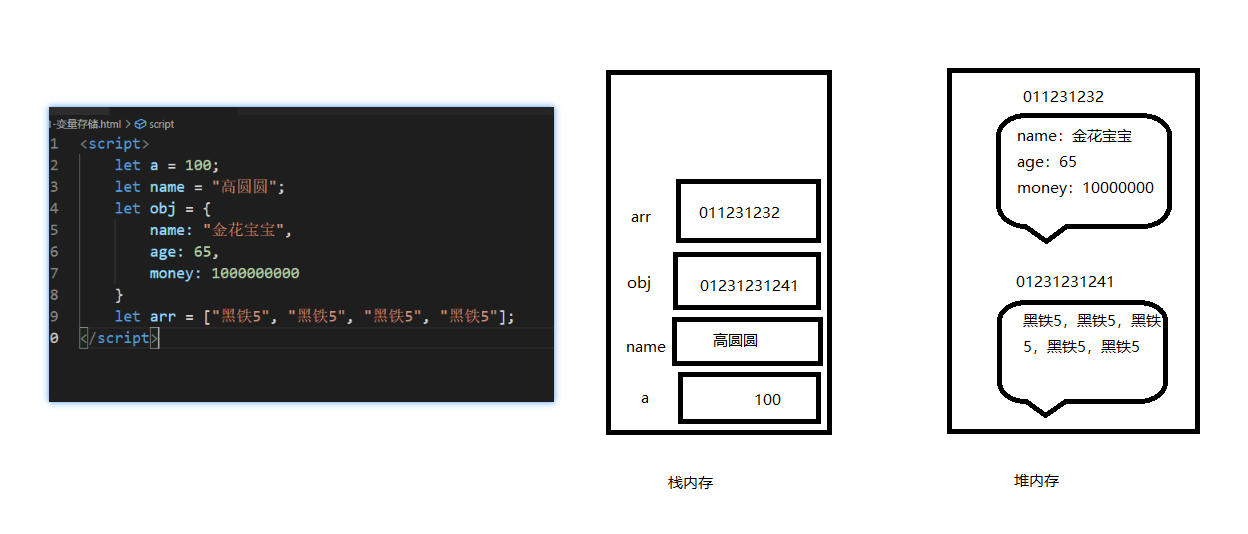 1-变量存储.html > script
1 <script>
2 let a = 100;
3 let name = "高圆圆";
4 let obj = {
5 name: "金花宝宝",
6 age: 65,
7 money: 1000000000
8 }
9 let arr = ["黑铁5", "黑铁5", "黑铁5", "黑铁5"];
0 </script>
arr
011231232
obj
01231231241
name
高圆圆
a
100
栈内存
011231232
name：金花宝宝
age：65
money：10000000
01231231241
黑铁5，黑铁5，黑铁
5，黑铁5，黑铁5
堆内存